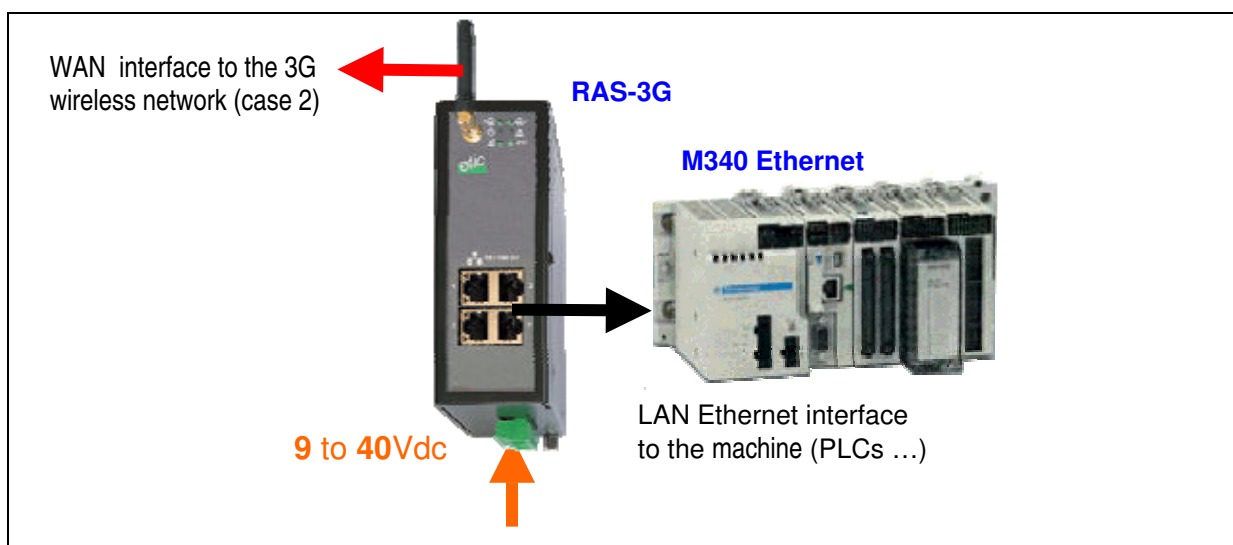 WAN  interface to the 3G
wireless network (case 2)
RAS-3G
etic
M340 Ethernet
9 to 40Vdc
LAN Ethernet interface
to the machine (PLCs …)